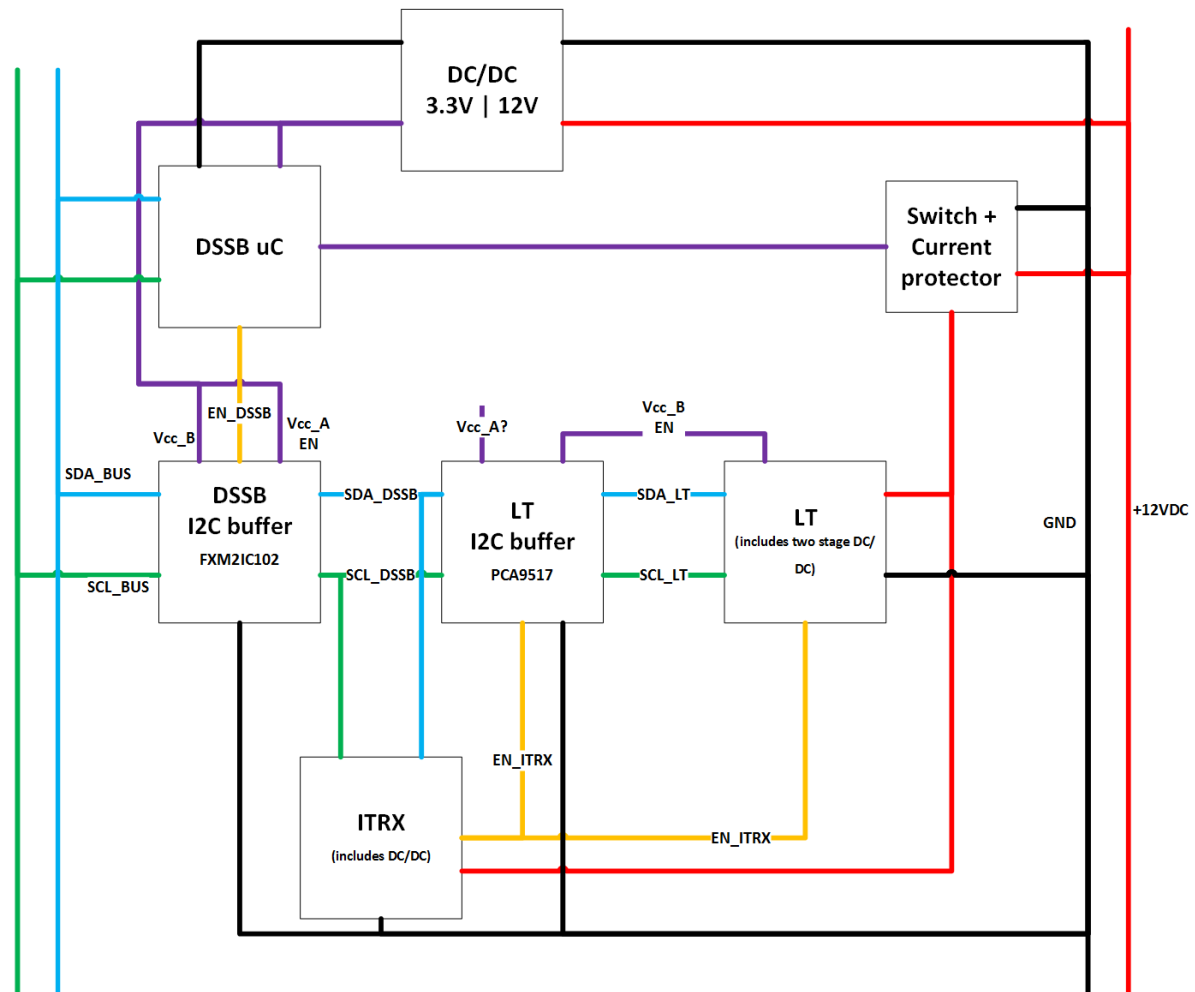 DC/DC
3.3V | 12V
DSSB uC
Switch +
Current
protector
EN_DSSB
Vcc_B
Vcc_A
EN
Vcc_A?
Vcc_B
EN
SDA_BUS
SCL_BUS
DSSB
I2C buffer
FXM2IC102
SDA_DSSB
SCL_DSSB
LT
I2C buffer
PCA9517
SDA_LT
SCL_LT
LT
(includes two stage DC/
DC)
GND
+12VDC
EN_ITRX
EN_ITRX
ITRX
(includes DC/DC)